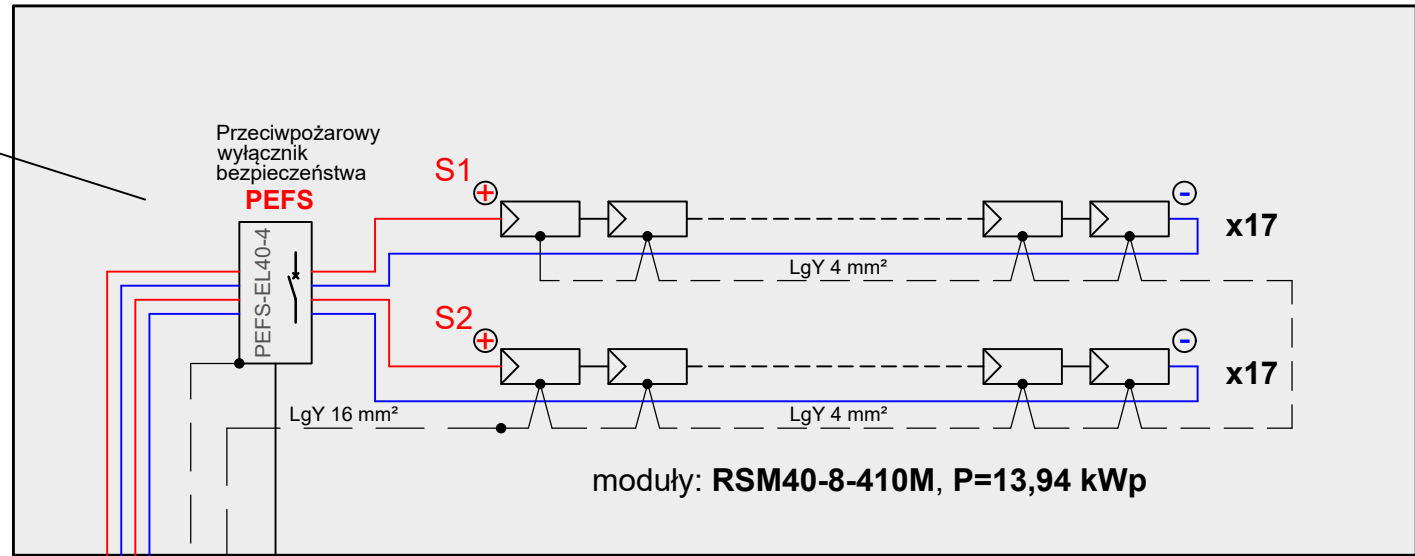 Przeciwpożarowy
wyłącznik
bezpieczeństwa
PEFS
PEFS-EL40-4
S1
+
-
x17
LgY 4 mm²
S2
+
-
x17
LgY 16 mm²
LgY 4 mm²
moduły: RSM40-8-410M, P=13,94 kWp